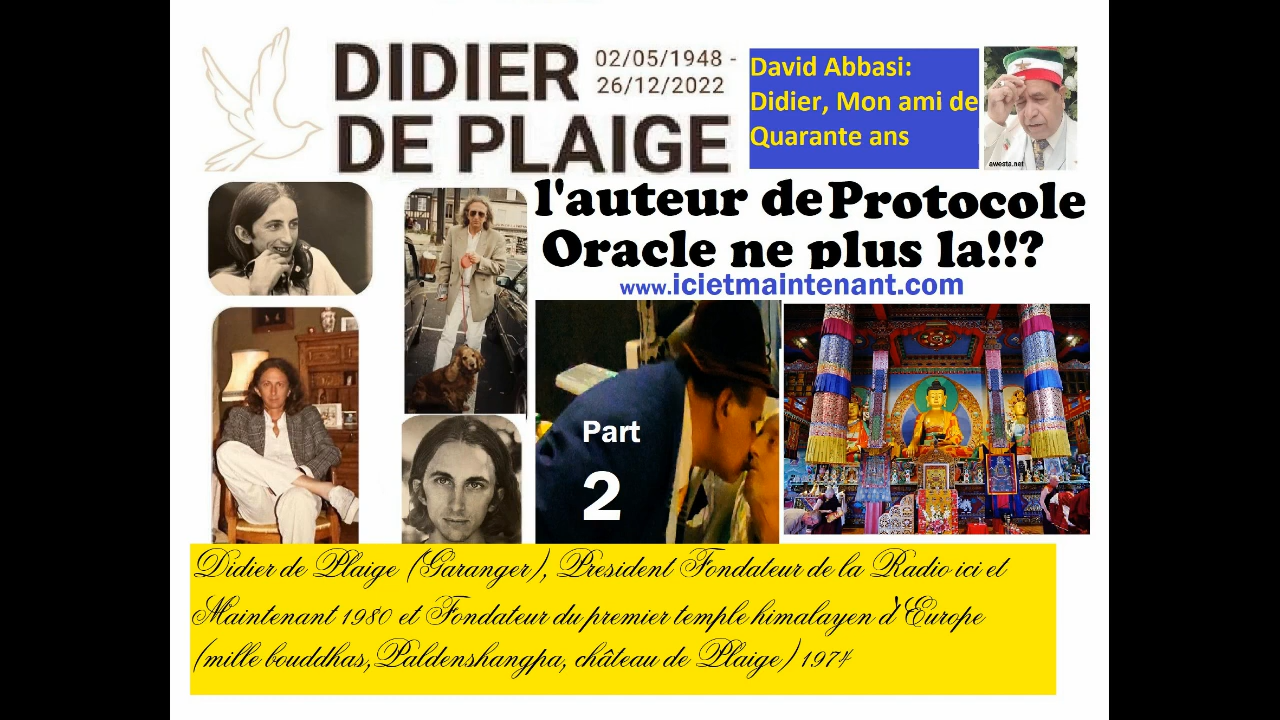 DIDIER
DE PLAIGE
02/05/1948 -
26/12/2022
David Abbasi:
Didier, Mon ami de
Quarante ans
awesta.net
l'auteur de Protocole
Oracle ne plus la!!?
www.icietmaintenant.com
Part
2
Didier de Plaige (Garanger), President Fondateur de la Radio ici et
Maintenant 1980 et Fondateur du premier temple himalayen d'Europe
(mille bouddhas, Paldenshangpa, château de Plaige) 1974